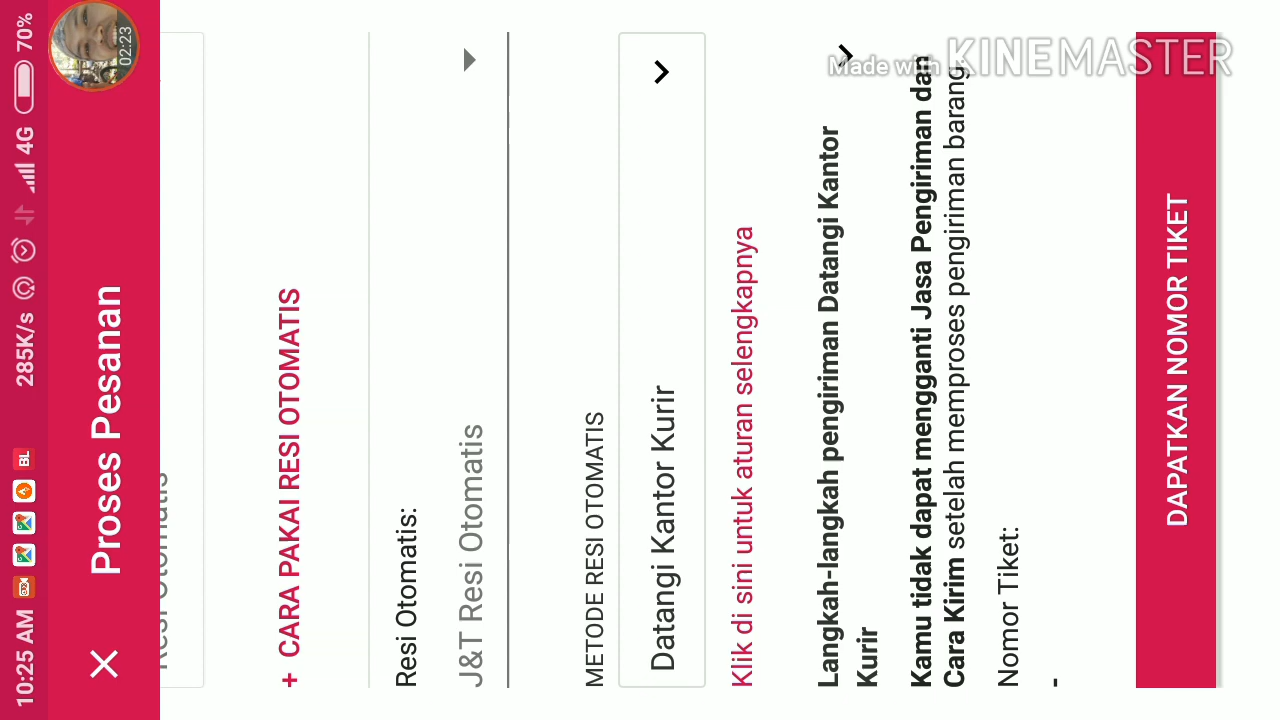 10:25 AM
BL
285K/s
4G
70%
02:23
Proses Pesanan
Resi Otomatis
+ CARA PAKAI RESI OTOMATIS
Resi Otomatis:
J&T Resi Otomatis
METODE RESI OTOMATIS
Datangi Kantor Kurir
Klik di sini untuk aturan selengkapnya
Langkah-langkah pengiriman Datangi Kantor
Kurir
Kamu tidak dapat mengganti Jasa Pengiriman dan
Cara Kirim setelah memproses pengiriman barang
Nomor Tiket:
-
DAPATKAN NOMOR TIKET
Made with KINEMASTER